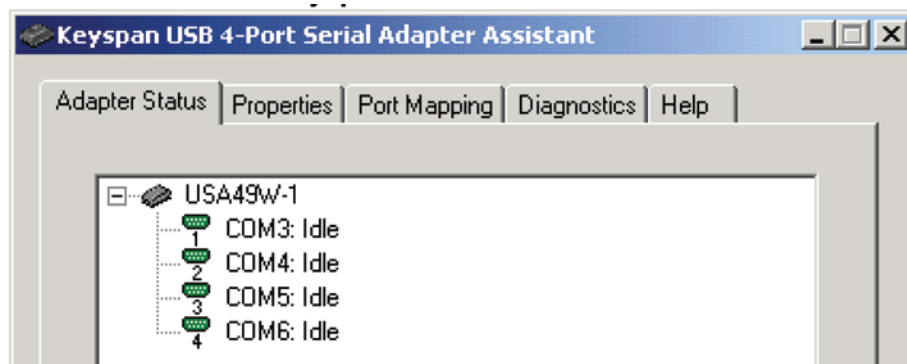 Keyspan USB 4-Port Serial Adapter Assistant
Adapter Status Properties Port Mapping Diagnostics Help
USA49W-1
1 COM3: Idle
2 COM4: Idle
3 COM5: Idle
4 COM6: Idle